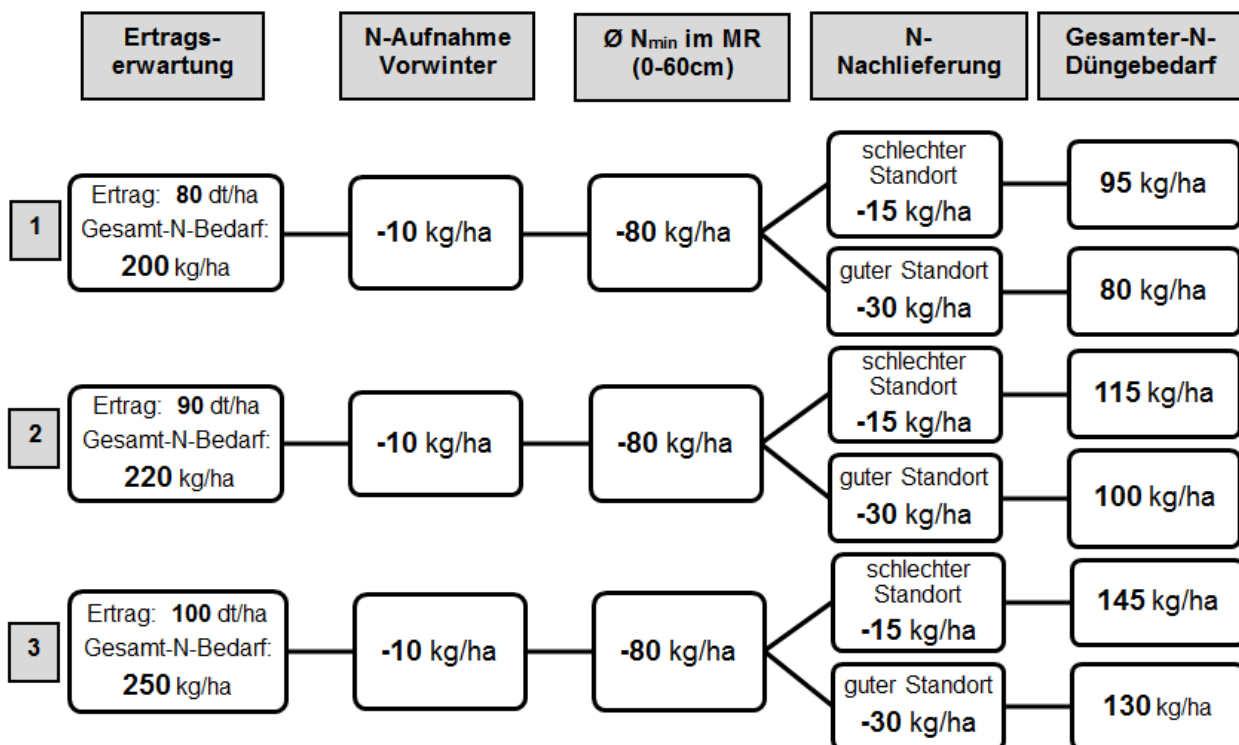 Ertrags-
erwartung
N-Aufnahme
Vorwinter
Ø Nmin im MR
(0-60cm)
N-
Nachlieferung
Gesamter-N-
Düngebedarf
1
Ertrag: 80 dt/ha
Gesamt-N-Bedarf:
200 kg/ha
-10 kg/ha
-80 kg/ha
schlechter
Standort
-15 kg/ha
95 kg/ha
guter Standort
-30 kg/ha
80 kg/ha
2
Ertrag: 90 dt/ha
Gesamt-N-Bedarf:
220 kg/ha
-10 kg/ha
-80 kg/ha
schlechter
Standort
-15 kg/ha
115 kg/ha
guter Standort
-30 kg/ha
100 kg/ha
3
Ertrag: 100 dt/ha
Gesamt-N-Bedarf:
250 kg/ha
-10 kg/ha
-80 kg/ha
schlechter
Standort
-15 kg/ha
145 kg/ha
guter Standort
-30 kg/ha
130 kg/ha